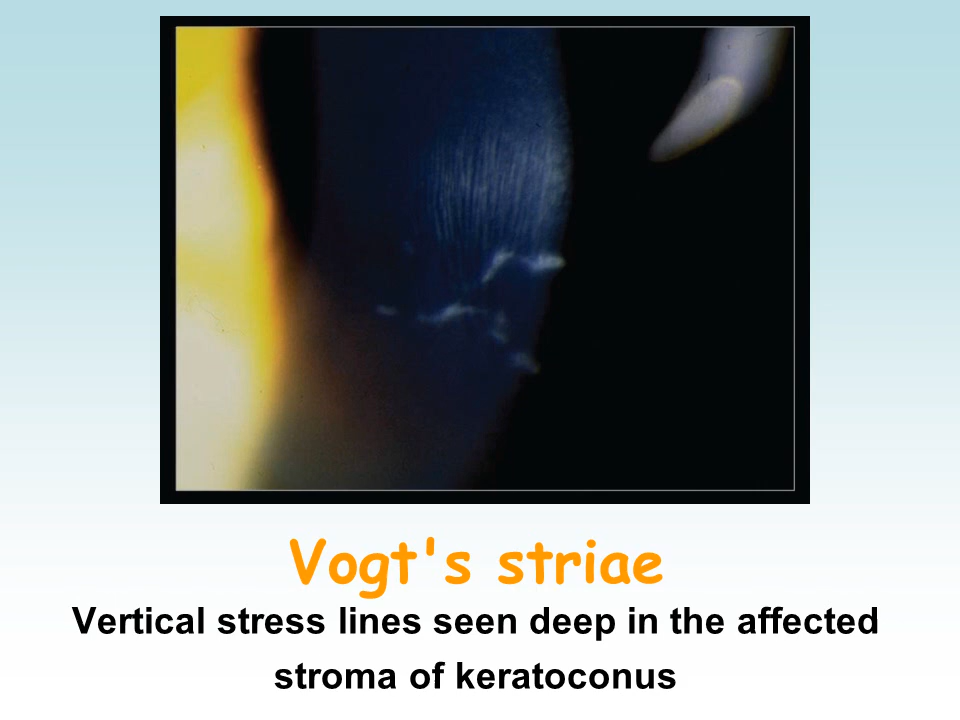 Vogt's striae
Vertical stress lines seen deep in the affected
stroma of keratoconus